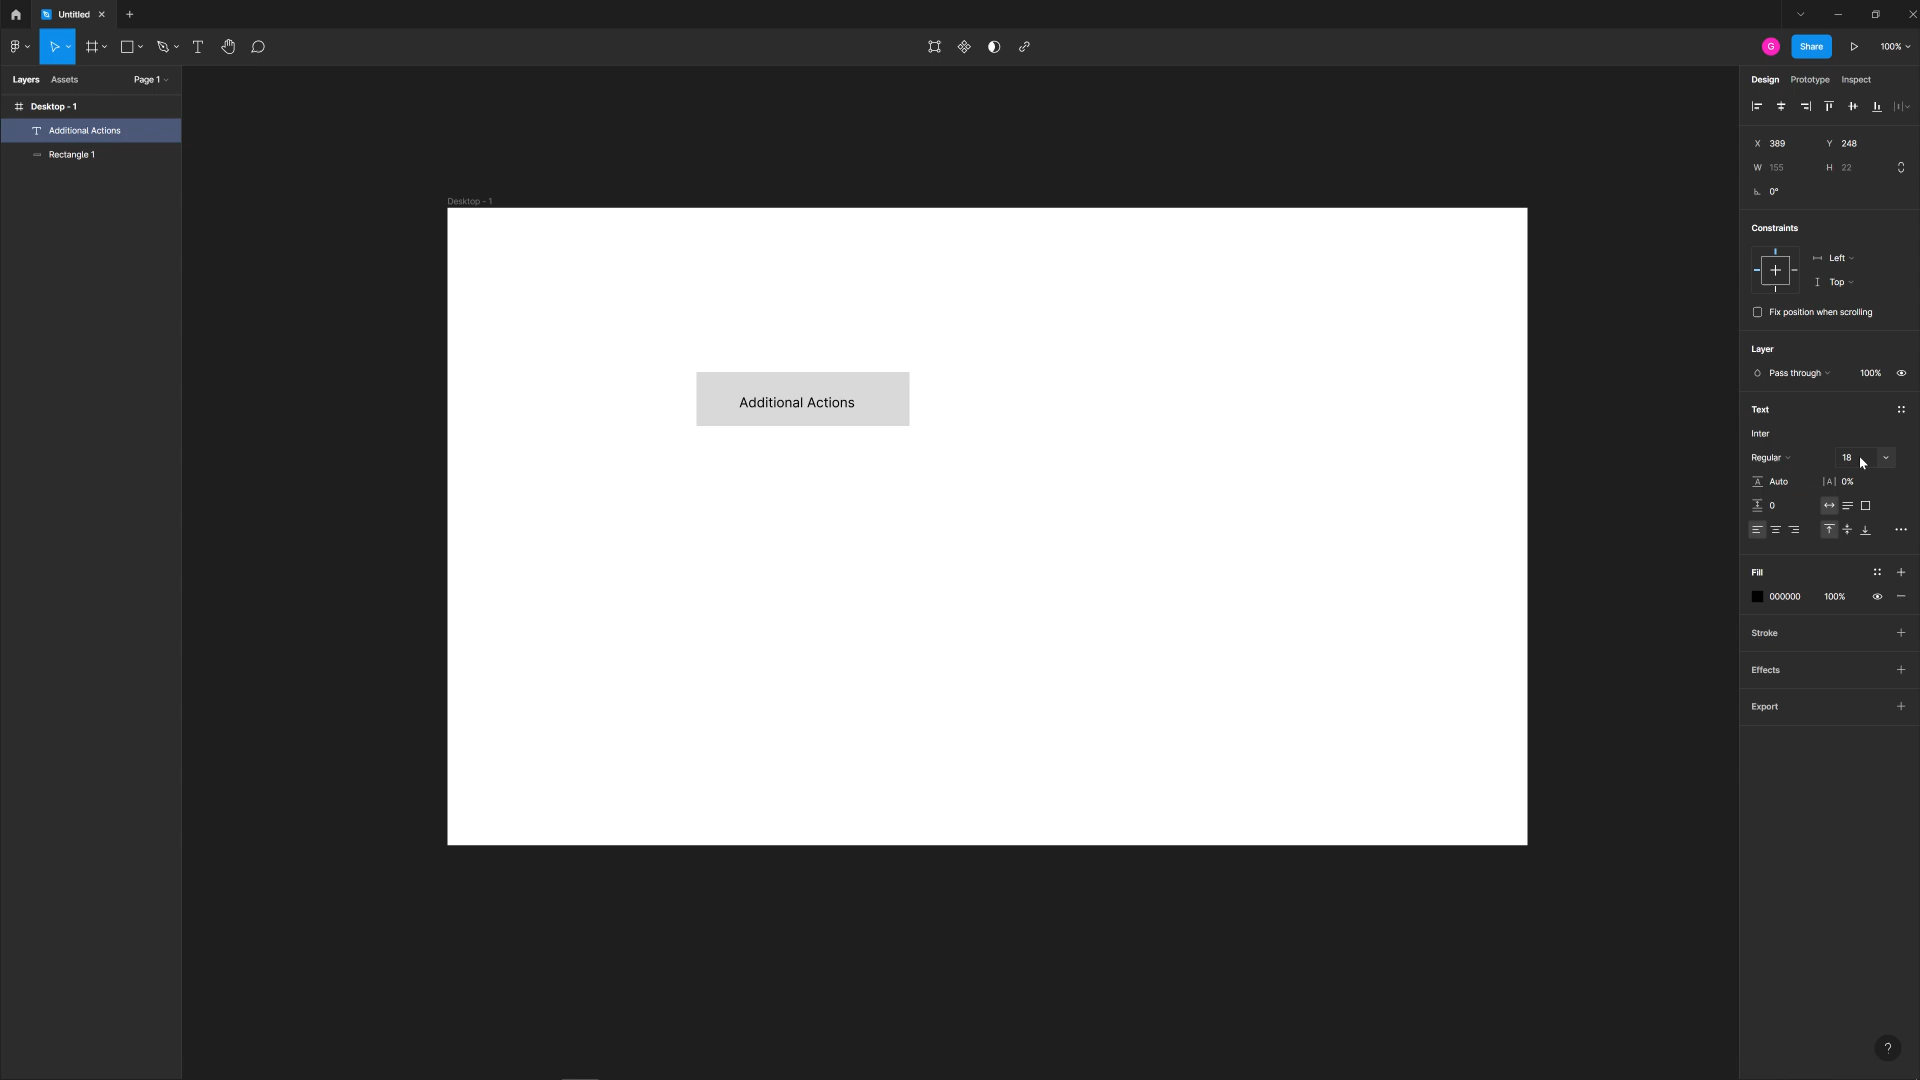 Untitled
Share
100%
Layers
Assets
Page 1
Desktop - 1
Additional Actions
Rectangle 1
Desktop - 1
Additional Actions
Design
Prototype
Inspect
X 389
Y 248
W 155
H 22
0°
Constraints
Left
Top
Fix position when scrolling
Layer
Pass through
100%
Text
Inter
Regular
18
A Auto
|A| 0%
0
Fill
000000
100%
Stroke
Effects
Export
G
?